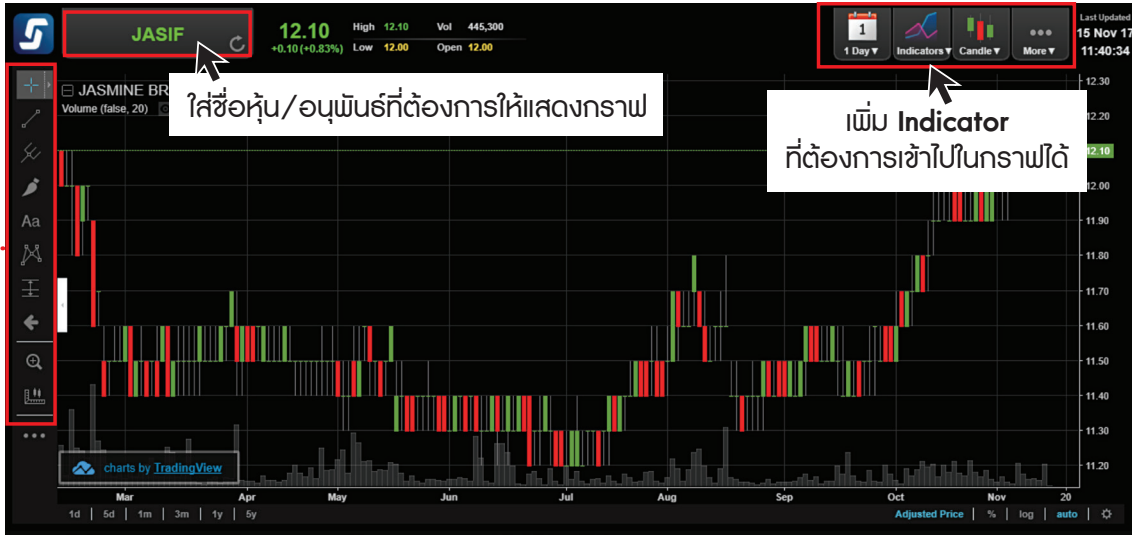 JASIF
12.10
+0.10 (+0.83%)
High 12.10 Vol 445,300
Low 12.00 Open 12.00
1
1 Day ▾ Indicators ▾ Candle ▾ More ▾
Last Updated
15 Nov 17
11:40:34
JASMINE BR
Volume (false, 20)
ใส่ชื่อหุ้น/อนุพันธ์ที่ต้องการให้แสดงกราฟ
เพิ่ม Indicator
ที่ต้องการเข้าไปในกราฟได้
Aa
12.30
12.20
12.10
12.00
11.90
11.80
11.70
11.60
11.50
11.40
11.30
11.20
charts by TradingView
Mar Apr May Jun Jul Aug Sep Oct Nov 20
1d | 5d | 1m | 3m | 1y | 5y
Adjusted Price | % | log | auto